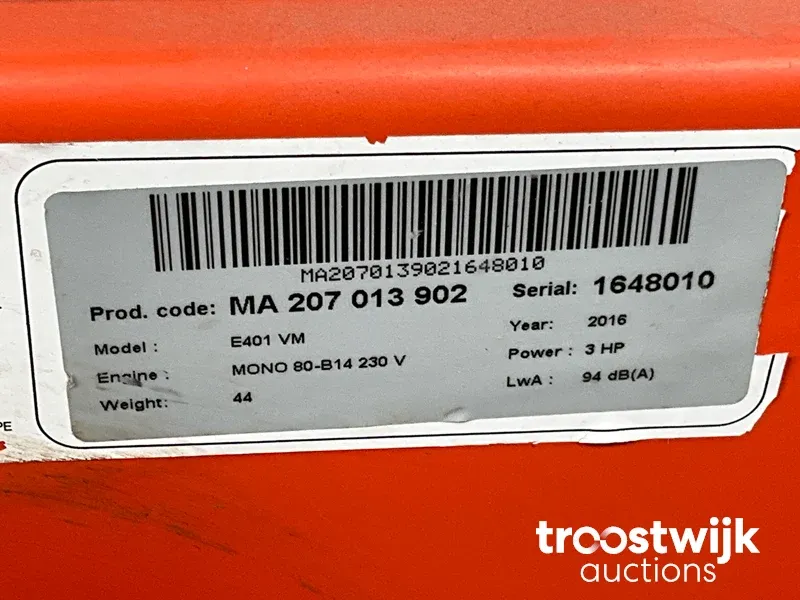 MA2070139021648010
Prod. code: MA 207 013 902 Serial: 1648010
Model : E401 VM Year: 2016
Engine : MONO 80-B14 230 V Power : 3 HP
Weight: 44 LwA : 94 dB(A)
PE
troostwijk
auctions